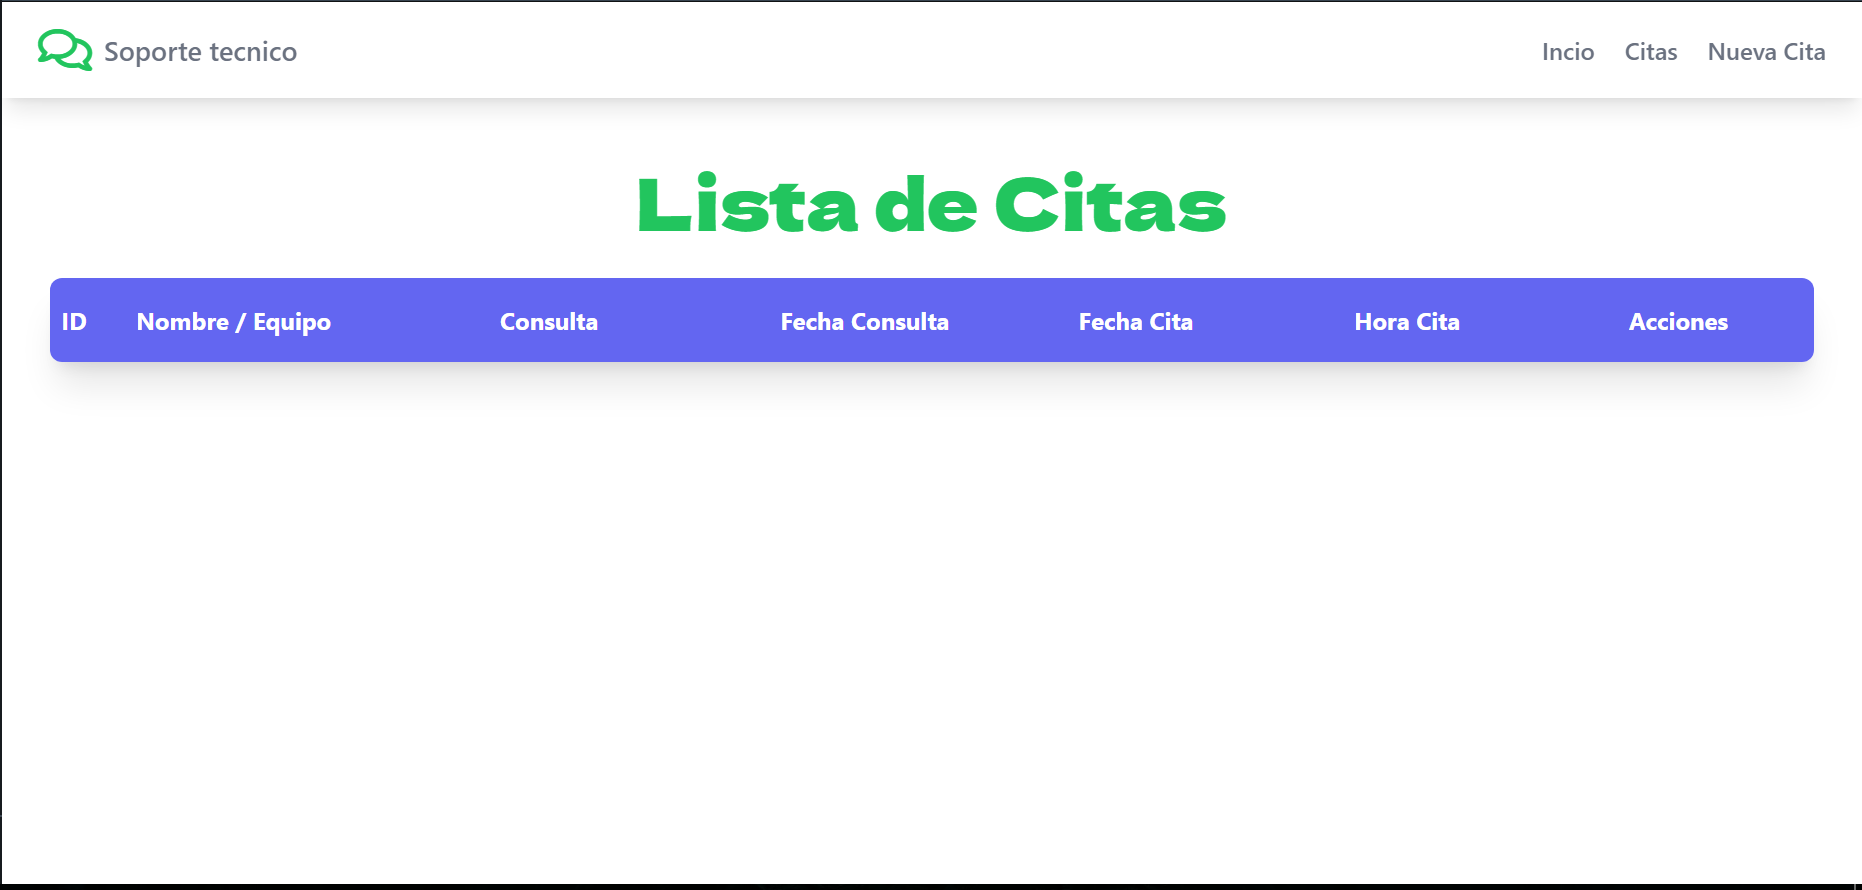 Soporte tecnico
Incio Citas Nueva Cita
Lista de Citas
ID Nombre / Equipo Consulta Fecha Consulta Fecha Cita Hora Cita Acciones